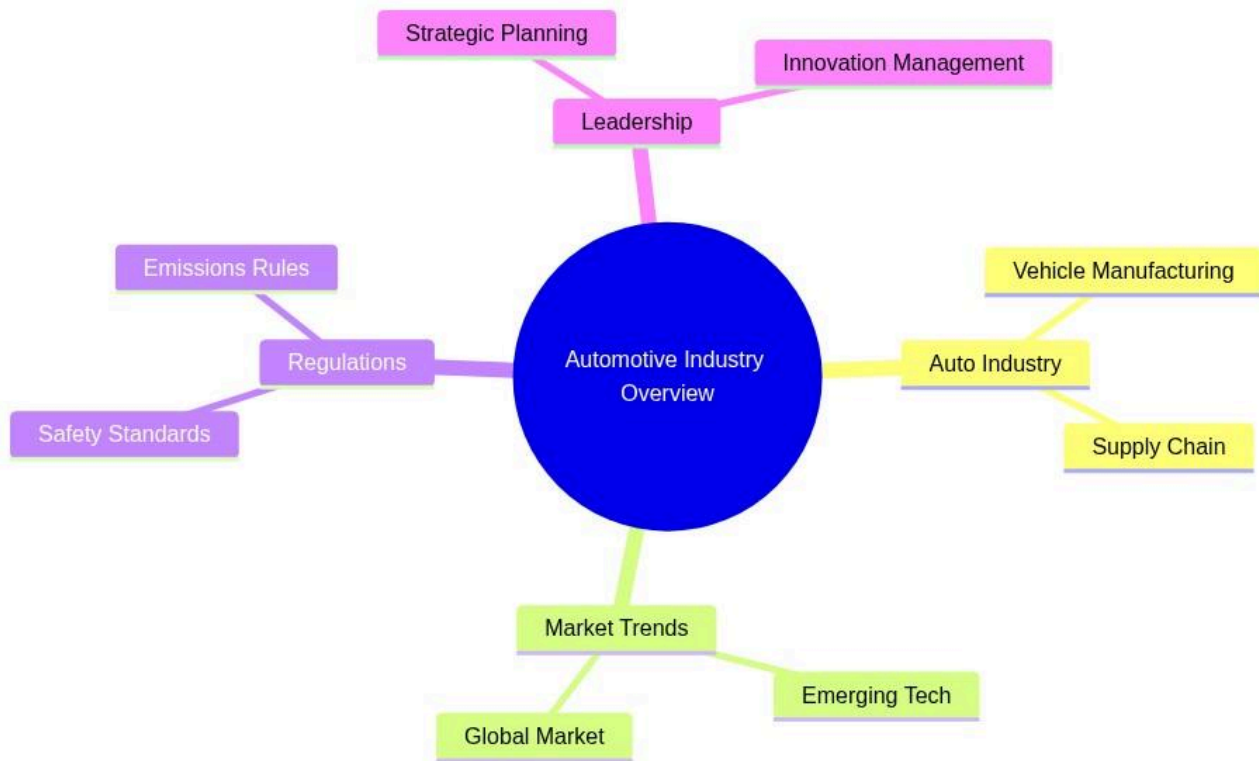 Strategic Planning
Innovation Management
Leadership
Emissions Rules
Vehicle Manufacturing
Regulations
Automotive Industry
Overview
Auto Industry
Safety Standards
Supply Chain
Market Trends
Emerging Tech
Global Market